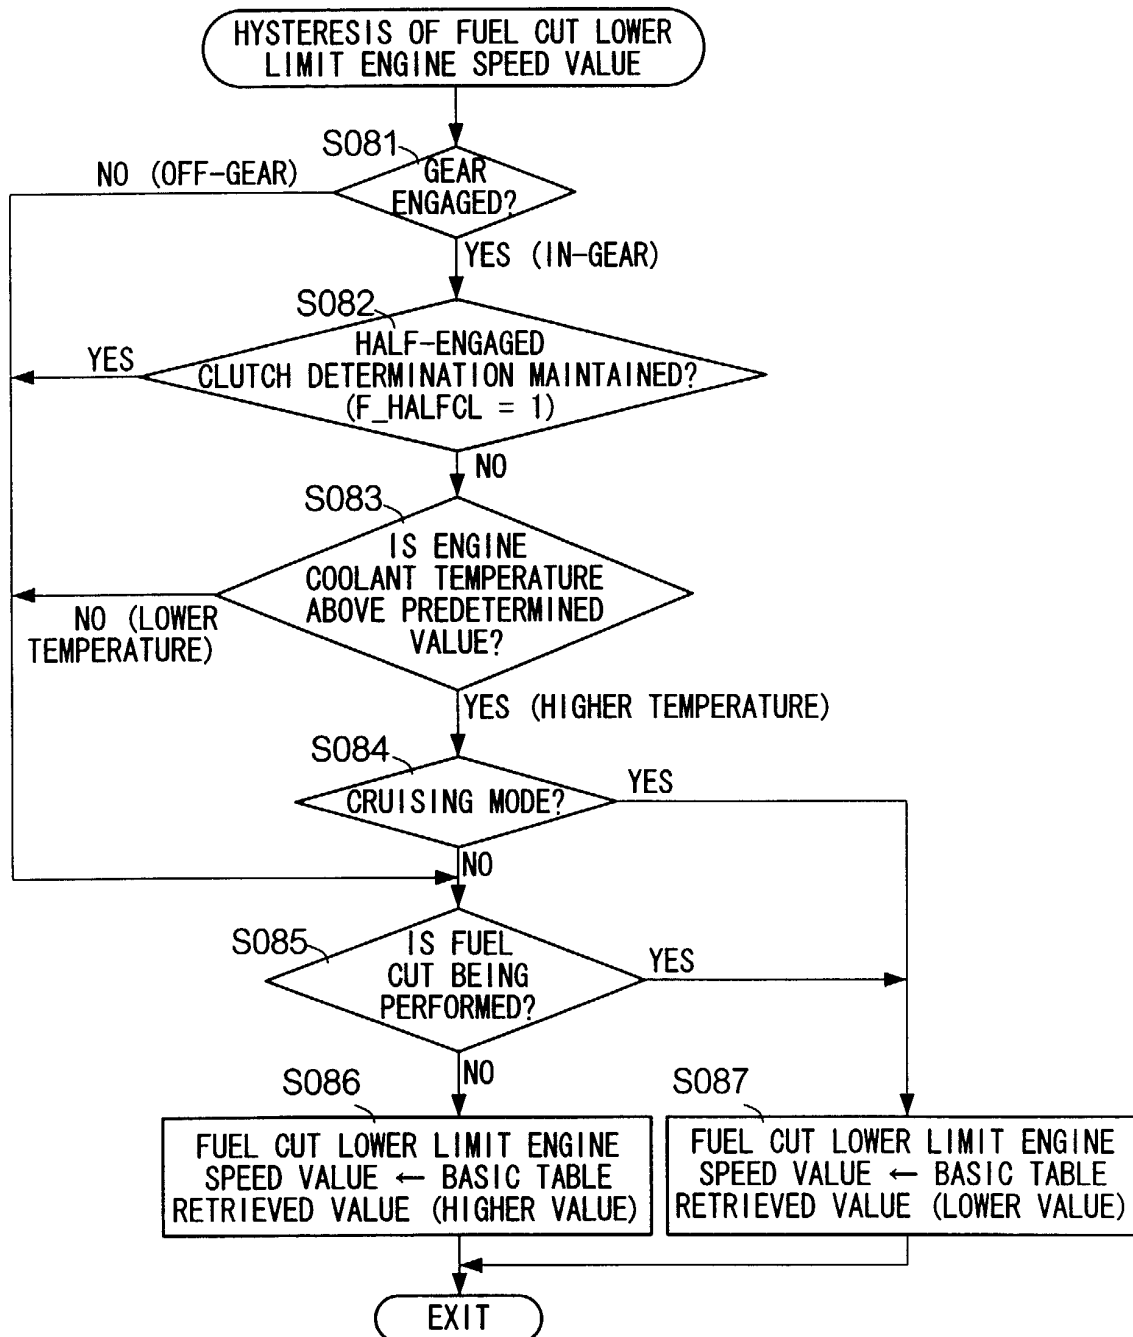 HYSTERESIS OF FUEL CUT LOWER
LIMIT ENGINE SPEED VALUE
S081
NO (OFF-GEAR)
GEAR
ENGAGED?
YES (IN-GEAR)
S082
YES
HALF-ENGAGED
CLUTCH DETERMINATION MAINTAINED?
(F_HALFCL = 1)
NO
S083
IS ENGINE
COOLANT TEMPERATURE
ABOVE PREDETERMINED
VALUE?
NO (LOWER
TEMPERATURE)
YES (HIGHER TEMPERATURE)
S084
CRUISING MODE?
YES
NO
S085
IS FUEL
CUT BEING
PERFORMED?
YES
NO
S086
FUEL CUT LOWER LIMIT ENGINE
SPEED VALUE ← BASIC TABLE
RETRIEVED VALUE (HIGHER VALUE)
S087
FUEL CUT LOWER LIMIT ENGINE
SPEED VALUE ← BASIC TABLE
RETRIEVED VALUE (LOWER VALUE)
EXIT